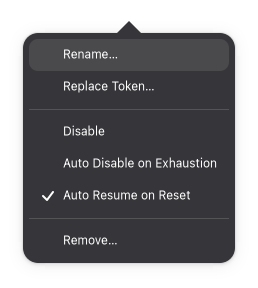 Rename...
Replace Token...
Disable
Auto Disable on Exhaustion
Auto Resume on Reset
Remove...